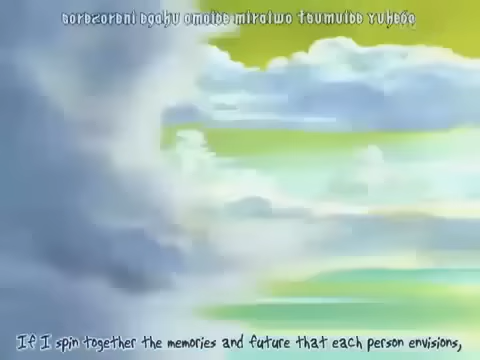 sorezoreni egaku omoide miraiwo tsumuide yukeba
If I spin together the memories and future that each person envisions,